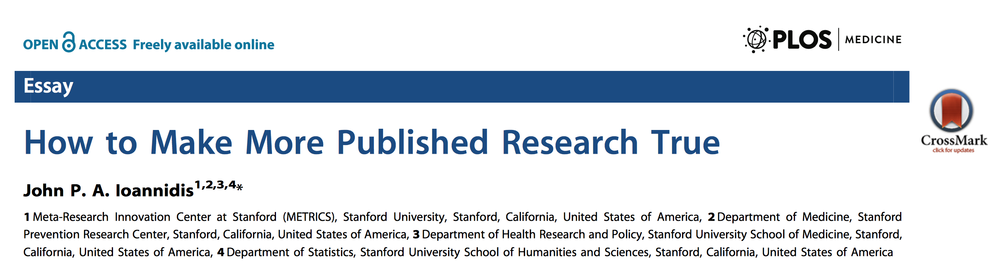 OPEN ACCESS Freely available online
PLOS | MEDICINE
Essay
How to Make More Published Research True
CrossMark
click for updates
John P. A. Ioannidis1,2,3,4*
1 Meta-Research Innovation Center at Stanford (METRICS), Stanford University, Stanford, California, United States of America, 2 Department of Medicine, Stanford
Prevention Research Center, Stanford, California, United States of America, 3 Department of Health Research and Policy, Stanford University School of Medicine, Stanford,
California, United States of America, 4 Department of Statistics, Stanford University School of Humanities and Sciences, Stanford, California, United States of America